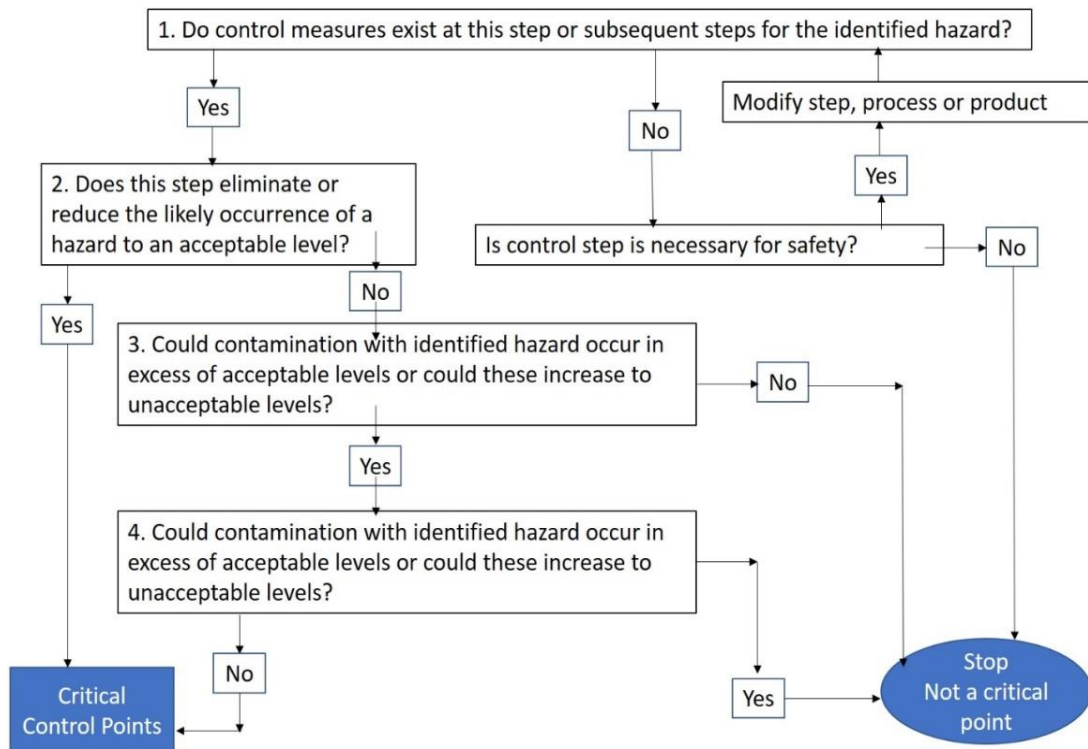 1. Do control measures exist at this step or subsequent steps for the identified hazard?
Yes
No
Modify step, process or product
Yes
2. Does this step eliminate or
reduce the likely occurrence of a
hazard to an acceptable level?
Is control step is necessary for safety?
No
No
Yes
3. Could contamination with identified hazard occur in
excess of acceptable levels or could these increase to
unacceptable levels?
No
Yes
4. Could contamination with identified hazard occur in
excess of acceptable levels or could these increase to
unacceptable levels?
No
Yes
Critical
Control Points
Stop
Not a critical
point